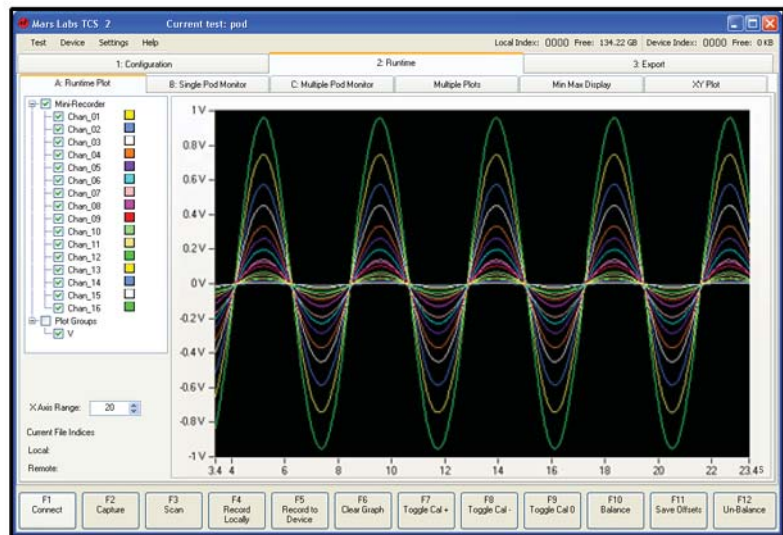 Mars Labs TCS 2 Current test: pod
Test Device Settings Help Local Index: 0000 Free: 134.22 GB Device Index: 0000 Free: 0 KB
1: Configuration 2: Runtime 3: Export
A: Runtime Plot B: Single Pod Monitor C: Multiple Pod Monitor Multiple Plots Min Max Display XY Plot
Mini-Recorder
Chan_01
Chan_02
Chan_03
Chan_04
Chan_05
Chan_06
Chan_07
Chan_08
Chan_09
Chan_10
Chan_11
Chan_12
Chan_13
Chan_14
Chan_15
Chan_16
Plot Groups
V
X Axis Range: 20
Current File Indices
Local:
Remote:
1 V
0.8 V
0.6 V
0.4 V
0.2 V
0 V
-0.2 V
-0.4 V
-0.6 V
-0.8 V
-1 V
3.4 4 6 8 10 12 14 16 18 20 22 23.4 S
F1 Connect
F2 Capture
F3 Scan
F4 Record Locally
F5 Record to Device
F6 Clear Graph
F7 Toggle Cal +
F8 Toggle Cal -
F9 Toggle Cal 0
F10 Balance
F11 Save Offsets
F12 Un-Balance